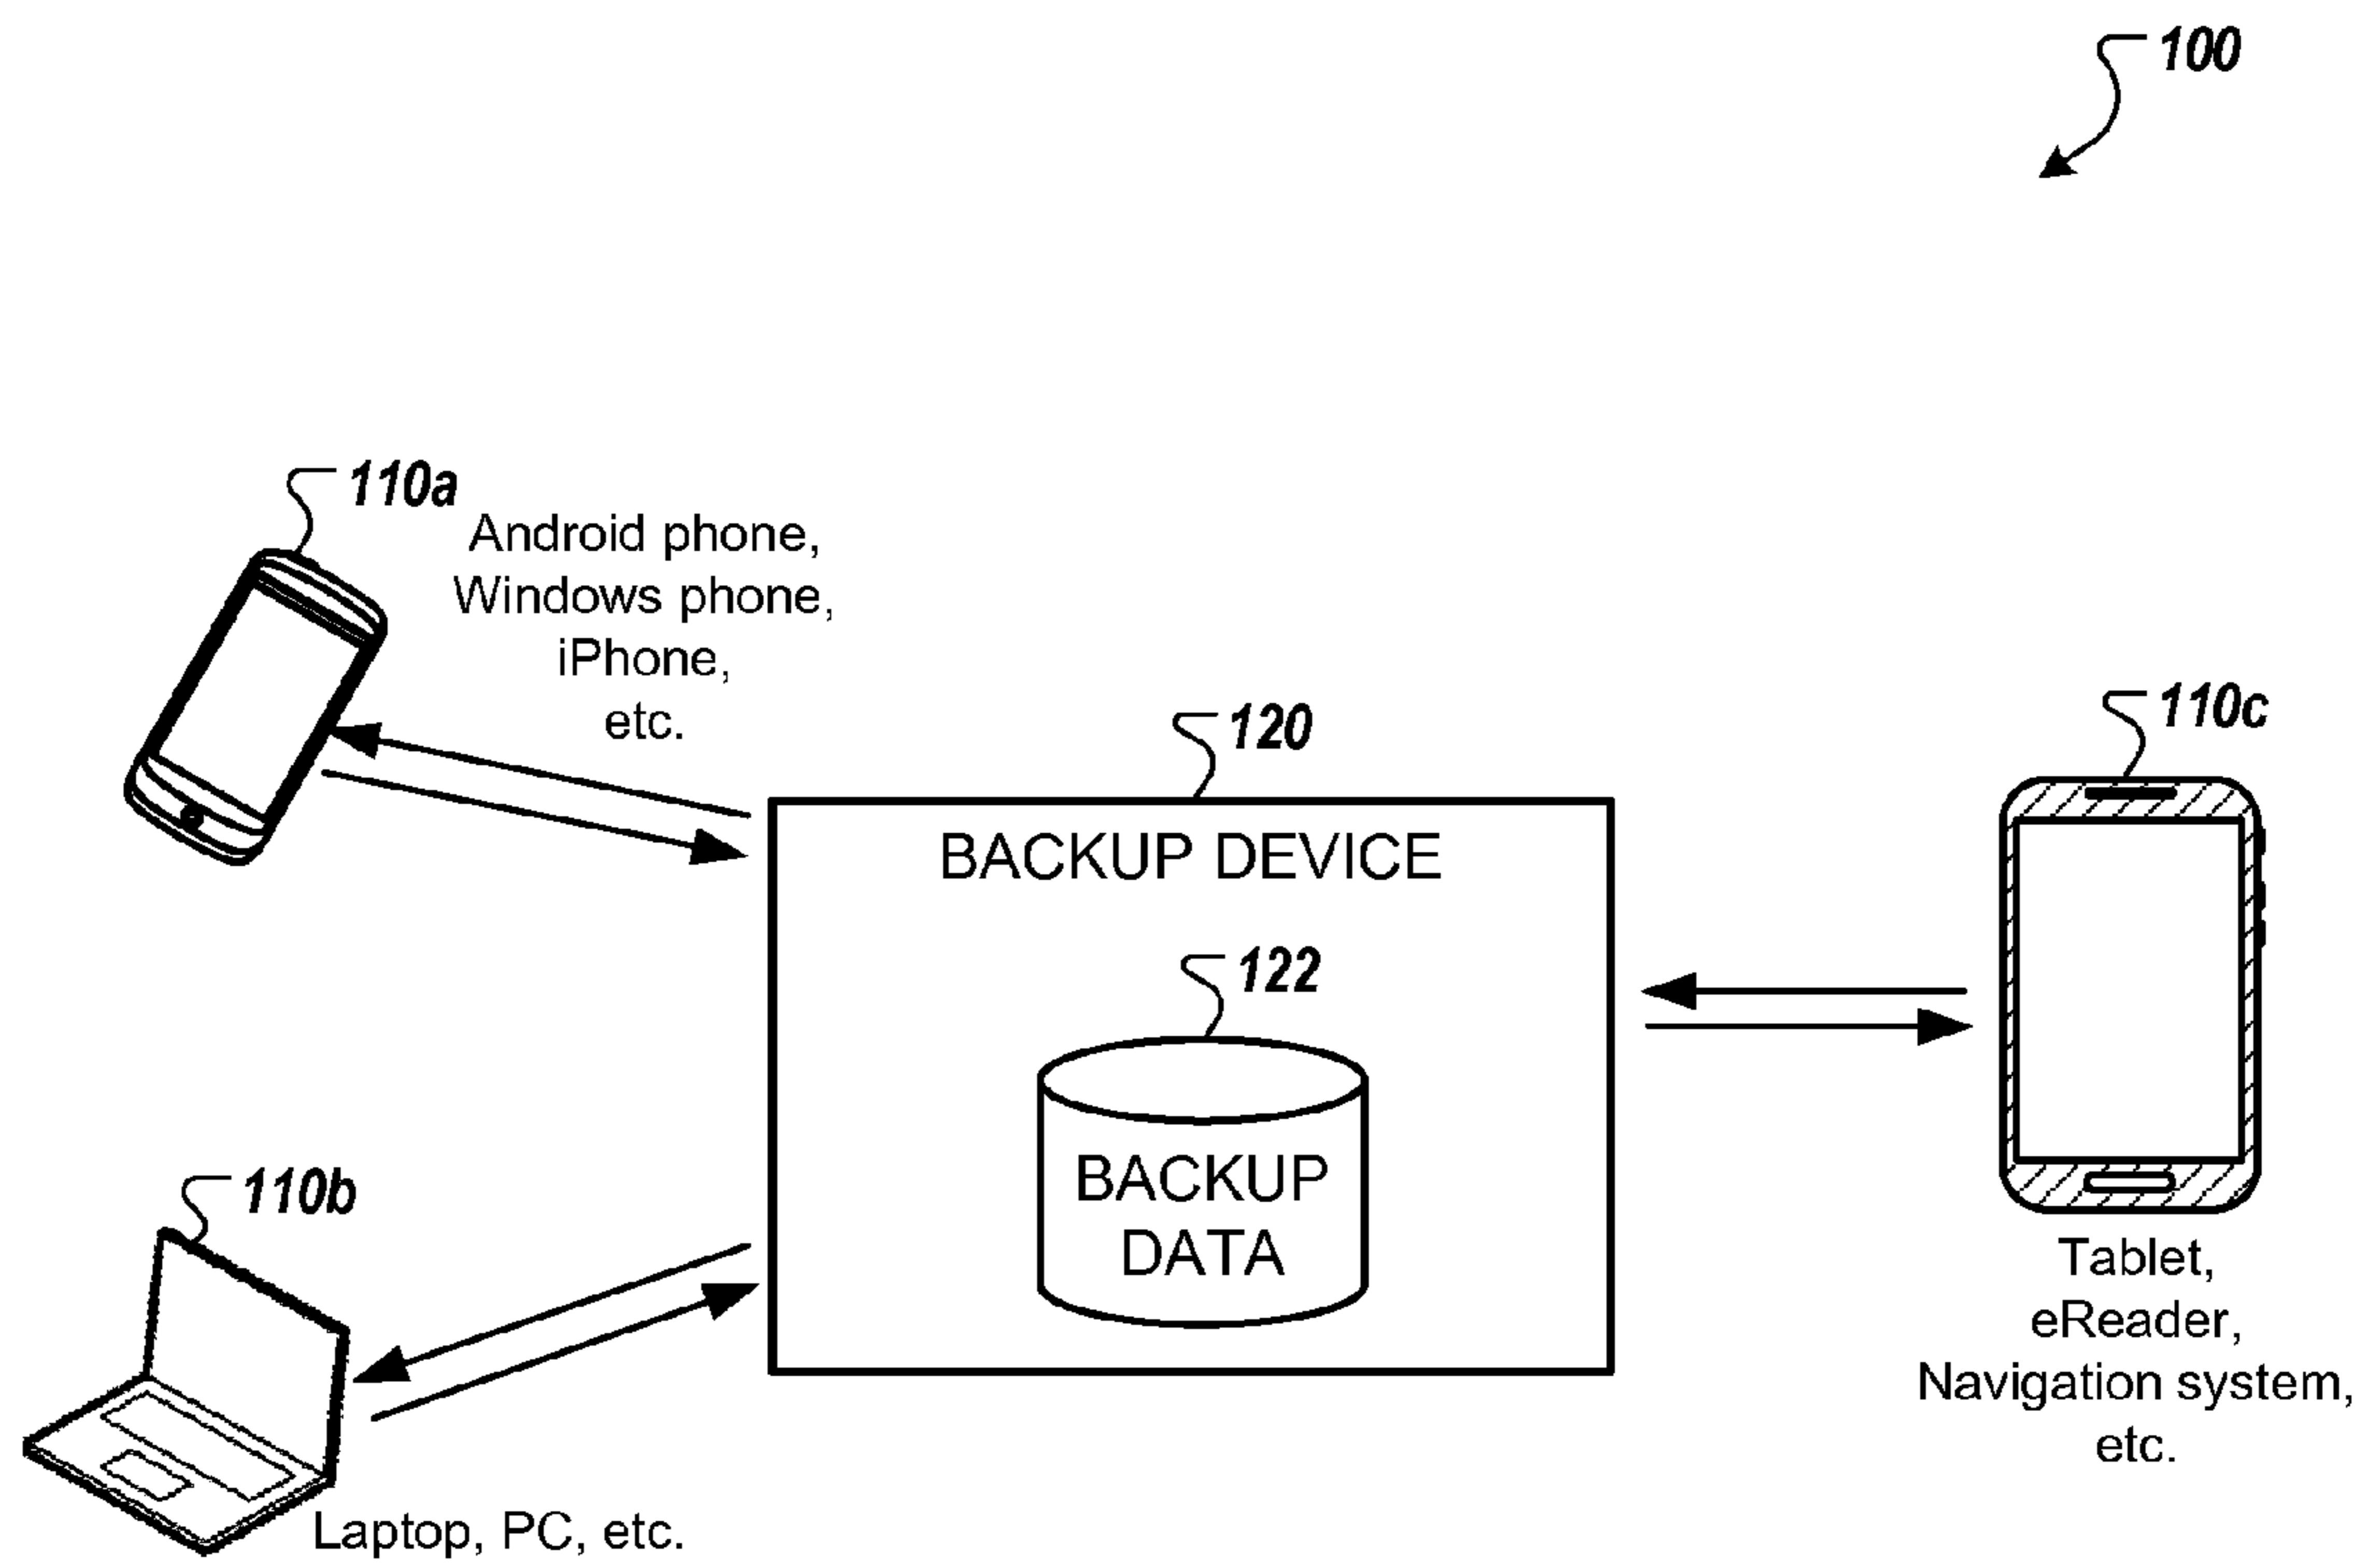 100
110a
Android phone,
Windows phone,
iPhone,
etc.
120
110c
BACKUP DEVICE
122
BACKUP
DATA
110b
Tablet,
eReader,
Navigation system,
etc.
Laptop, PC, etc.